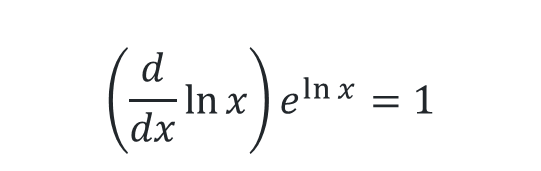 (d/dx ln x) e^{ln x} = 1